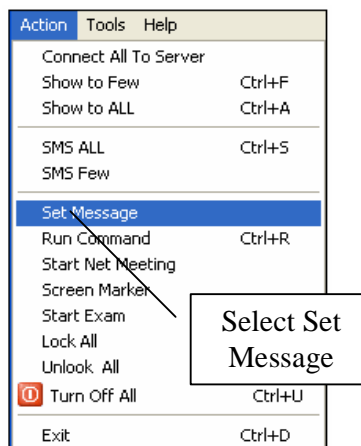 Action Tools Help
Connect All To Server
Show to Few Ctrl+F
Show to ALL Ctrl+A
SMS ALL Ctrl+S
SMS Few
Set Message
Run Command Ctrl+R
Start Net Meeting
Screen Marker
Start Exam
Lock All
Unlook All
Turn Off All Ctrl+U
Exit Ctrl+D
Select Set
Message